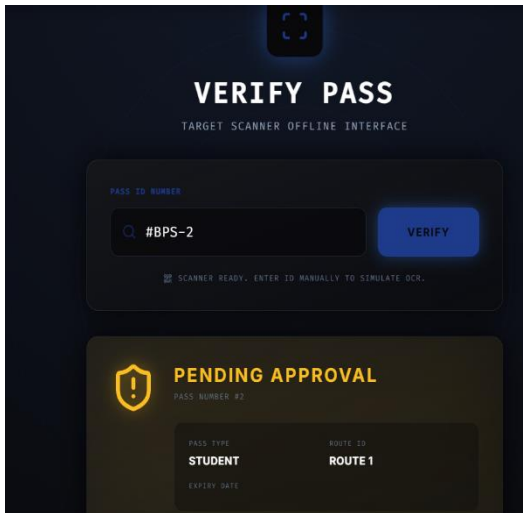 VERIFY PASS
TARGET SCANNER OFFLINE INTERFACE
PASS ID NUMBER
#BPS-2
VERIFY
SCANNER READY. ENTER ID MANUALLY TO SIMULATE OCR.
PENDING APPROVAL
PASS NUMBER #2
PASS TYPE ROUTE ID
STUDENT ROUTE 1
EXPIRY DATE